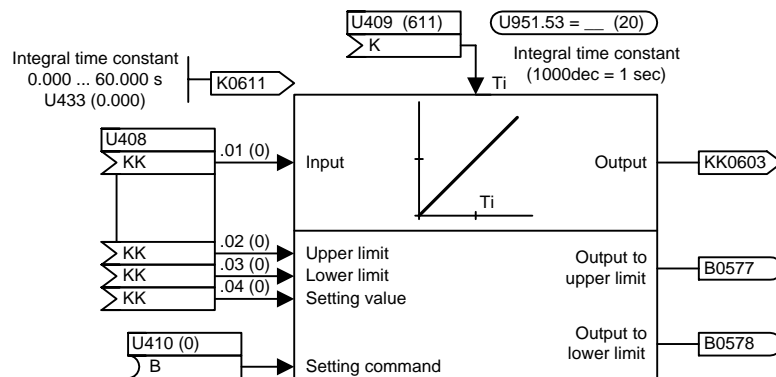 U409 (611)
K
U951.53 = __ (20)
Integral time constant
0.000 ... 60.000 s
U433 (0.000)
K0611
Integral time constant
(1000dec = 1 sec)
Ti
U408
KK
.01 (0)
Input
Ti
Output
KK0603
KK
.02 (0)
Upper limit
KK
.03 (0)
Lower limit
KK
.04 (0)
Setting value
Output to
upper limit
B0577
U410 (0)
B
Setting command
Output to
lower limit
B0578